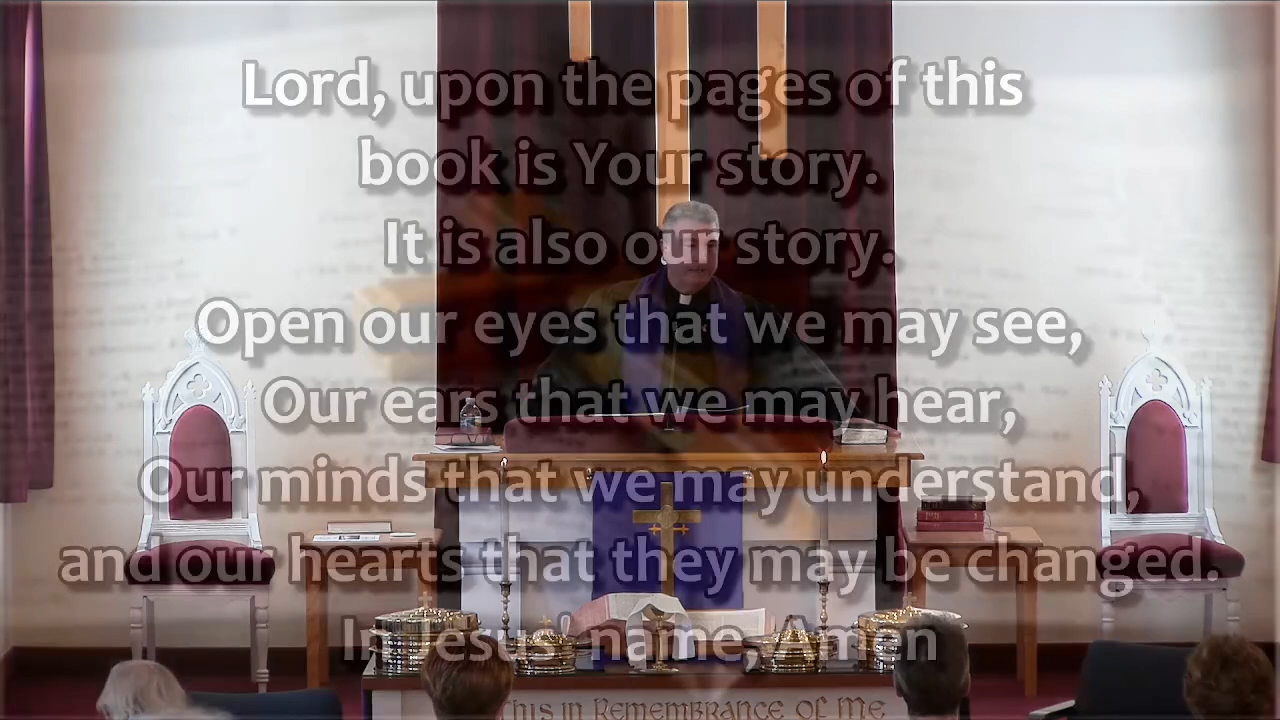 Lord, upon the pages of this
book is Your story.
It is also our story.
Open our eyes that we may see,
Our ears that we may hear,
Our minds that we may understand,
and our hearts that they may be changed.
In Jesus' name, Amen
This in Remembrance of Me